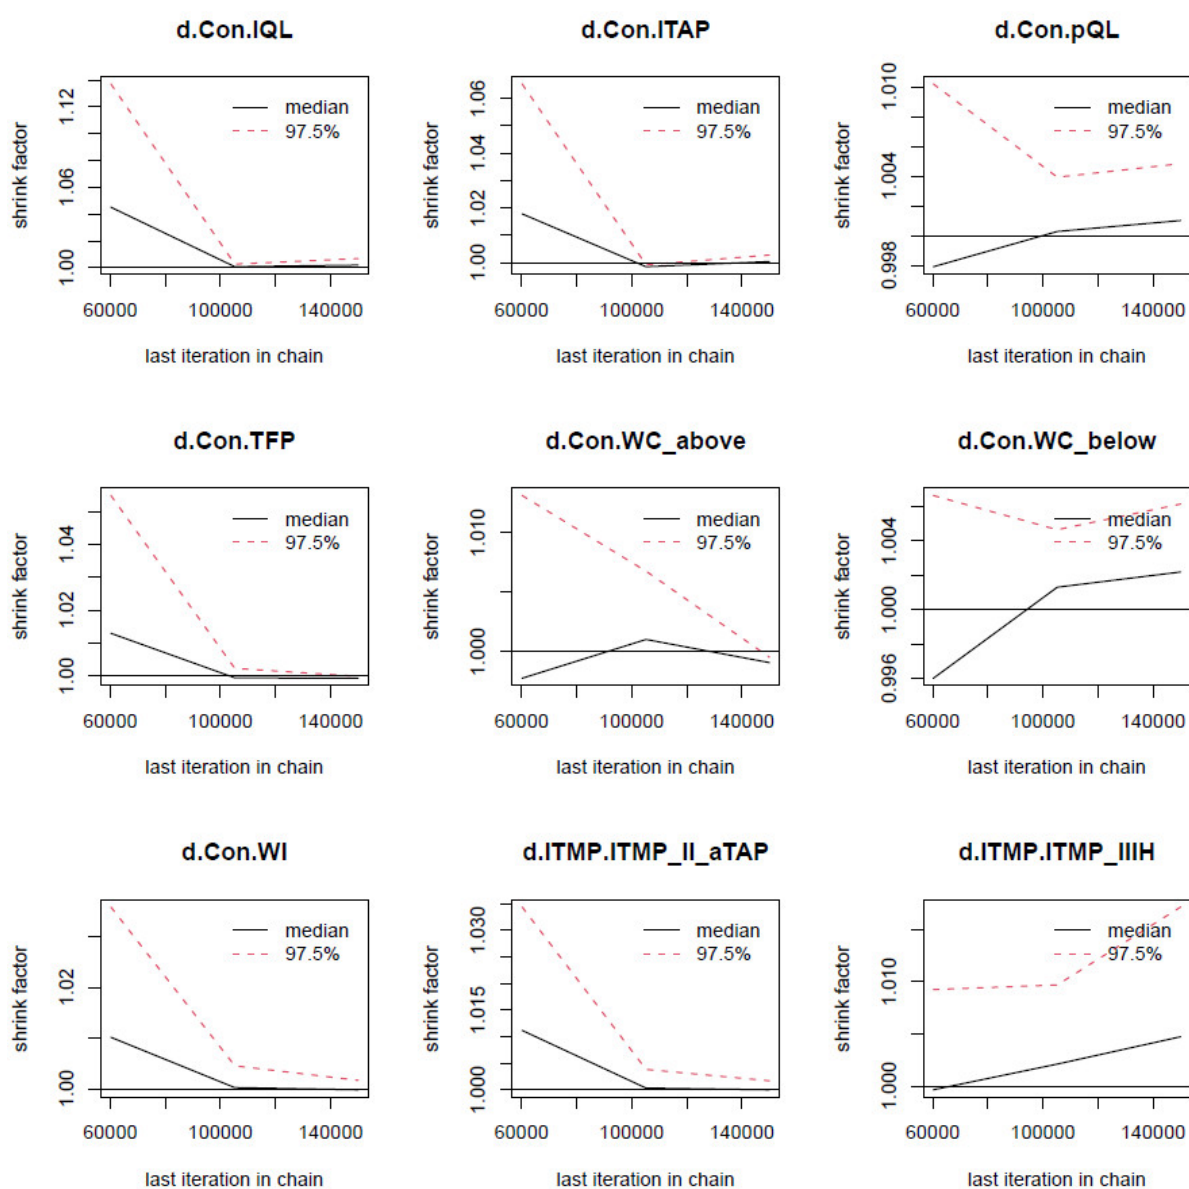 d.Con.IQL
shrink factor
1.00 1.06 1.12
median
97.5%
60000 100000 140000
last iteration in chain
d.Con.ITAP
shrink factor
1.00 1.02 1.04 1.06
median
97.5%
60000 100000 140000
last iteration in chain
d.Con.pQL
shrink factor
0.998 1.004 1.010
median
97.5%
60000 100000 140000
last iteration in chain
d.Con.TFP
shrink factor
1.00 1.02 1.04
median
97.5%
60000 100000 140000
last iteration in chain
d.Con.WC_above
shrink factor
1.000 1.010
median
97.5%
60000 100000 140000
last iteration in chain
d.Con.WC_below
shrink factor
0.996 1.000 1.004
median
97.5%
60000 100000 140000
last iteration in chain
d.Con.WI
shrink factor
1.00 1.02
median
97.5%
60000 100000 140000
last iteration in chain
d.ITMP.ITMP_II_aTAP
shrink factor
1.000 1.015 1.030
median
97.5%
60000 100000 140000
last iteration in chain
d.ITMP.ITMP_IIIH
shrink factor
1.000 1.010
median
97.5%
60000 100000 140000
last iteration in chain